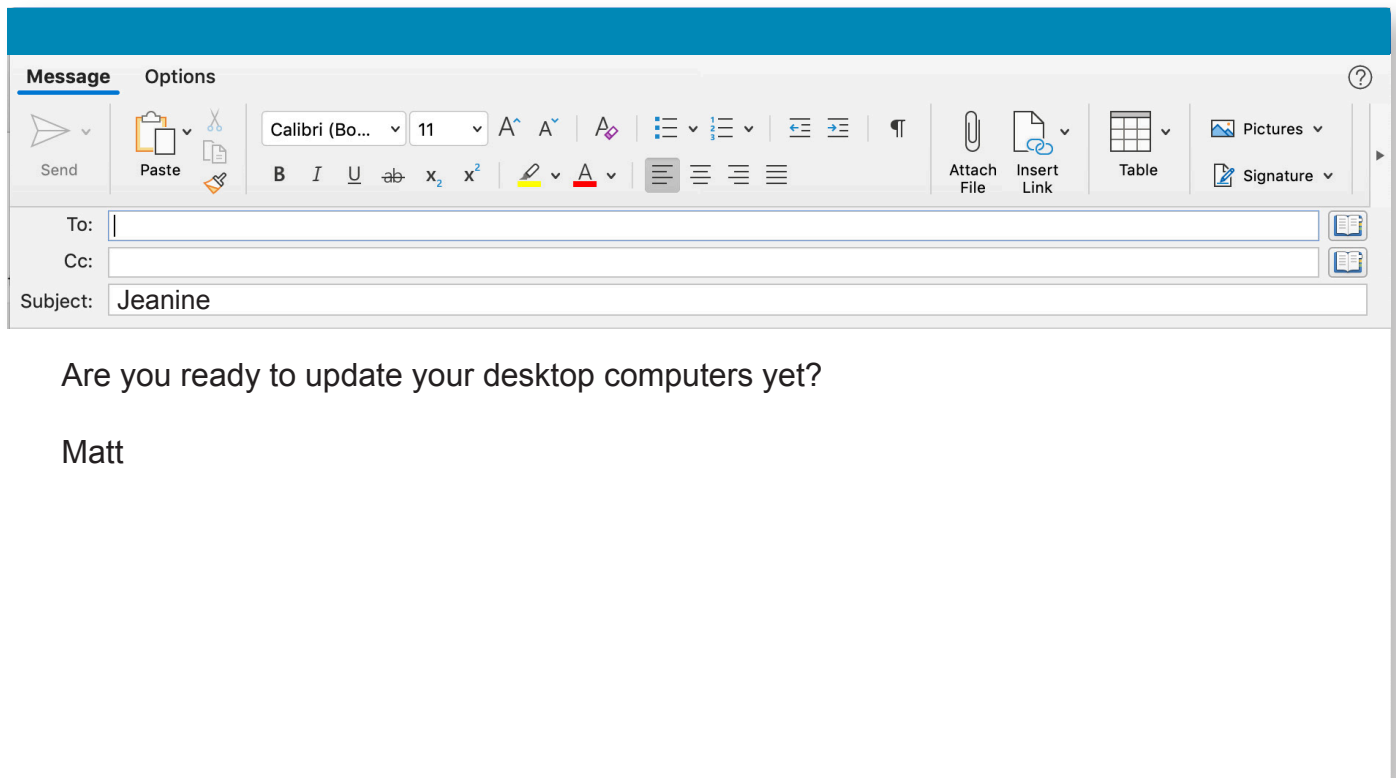 Message Options
Send
Paste
Calibri (Bo... 11
B I U ab x₂ x²
Attach File
Insert Link
Table
Pictures
Signature
To:
Cc:
Subject: Jeanine
Are you ready to update your desktop computers yet?
Matt